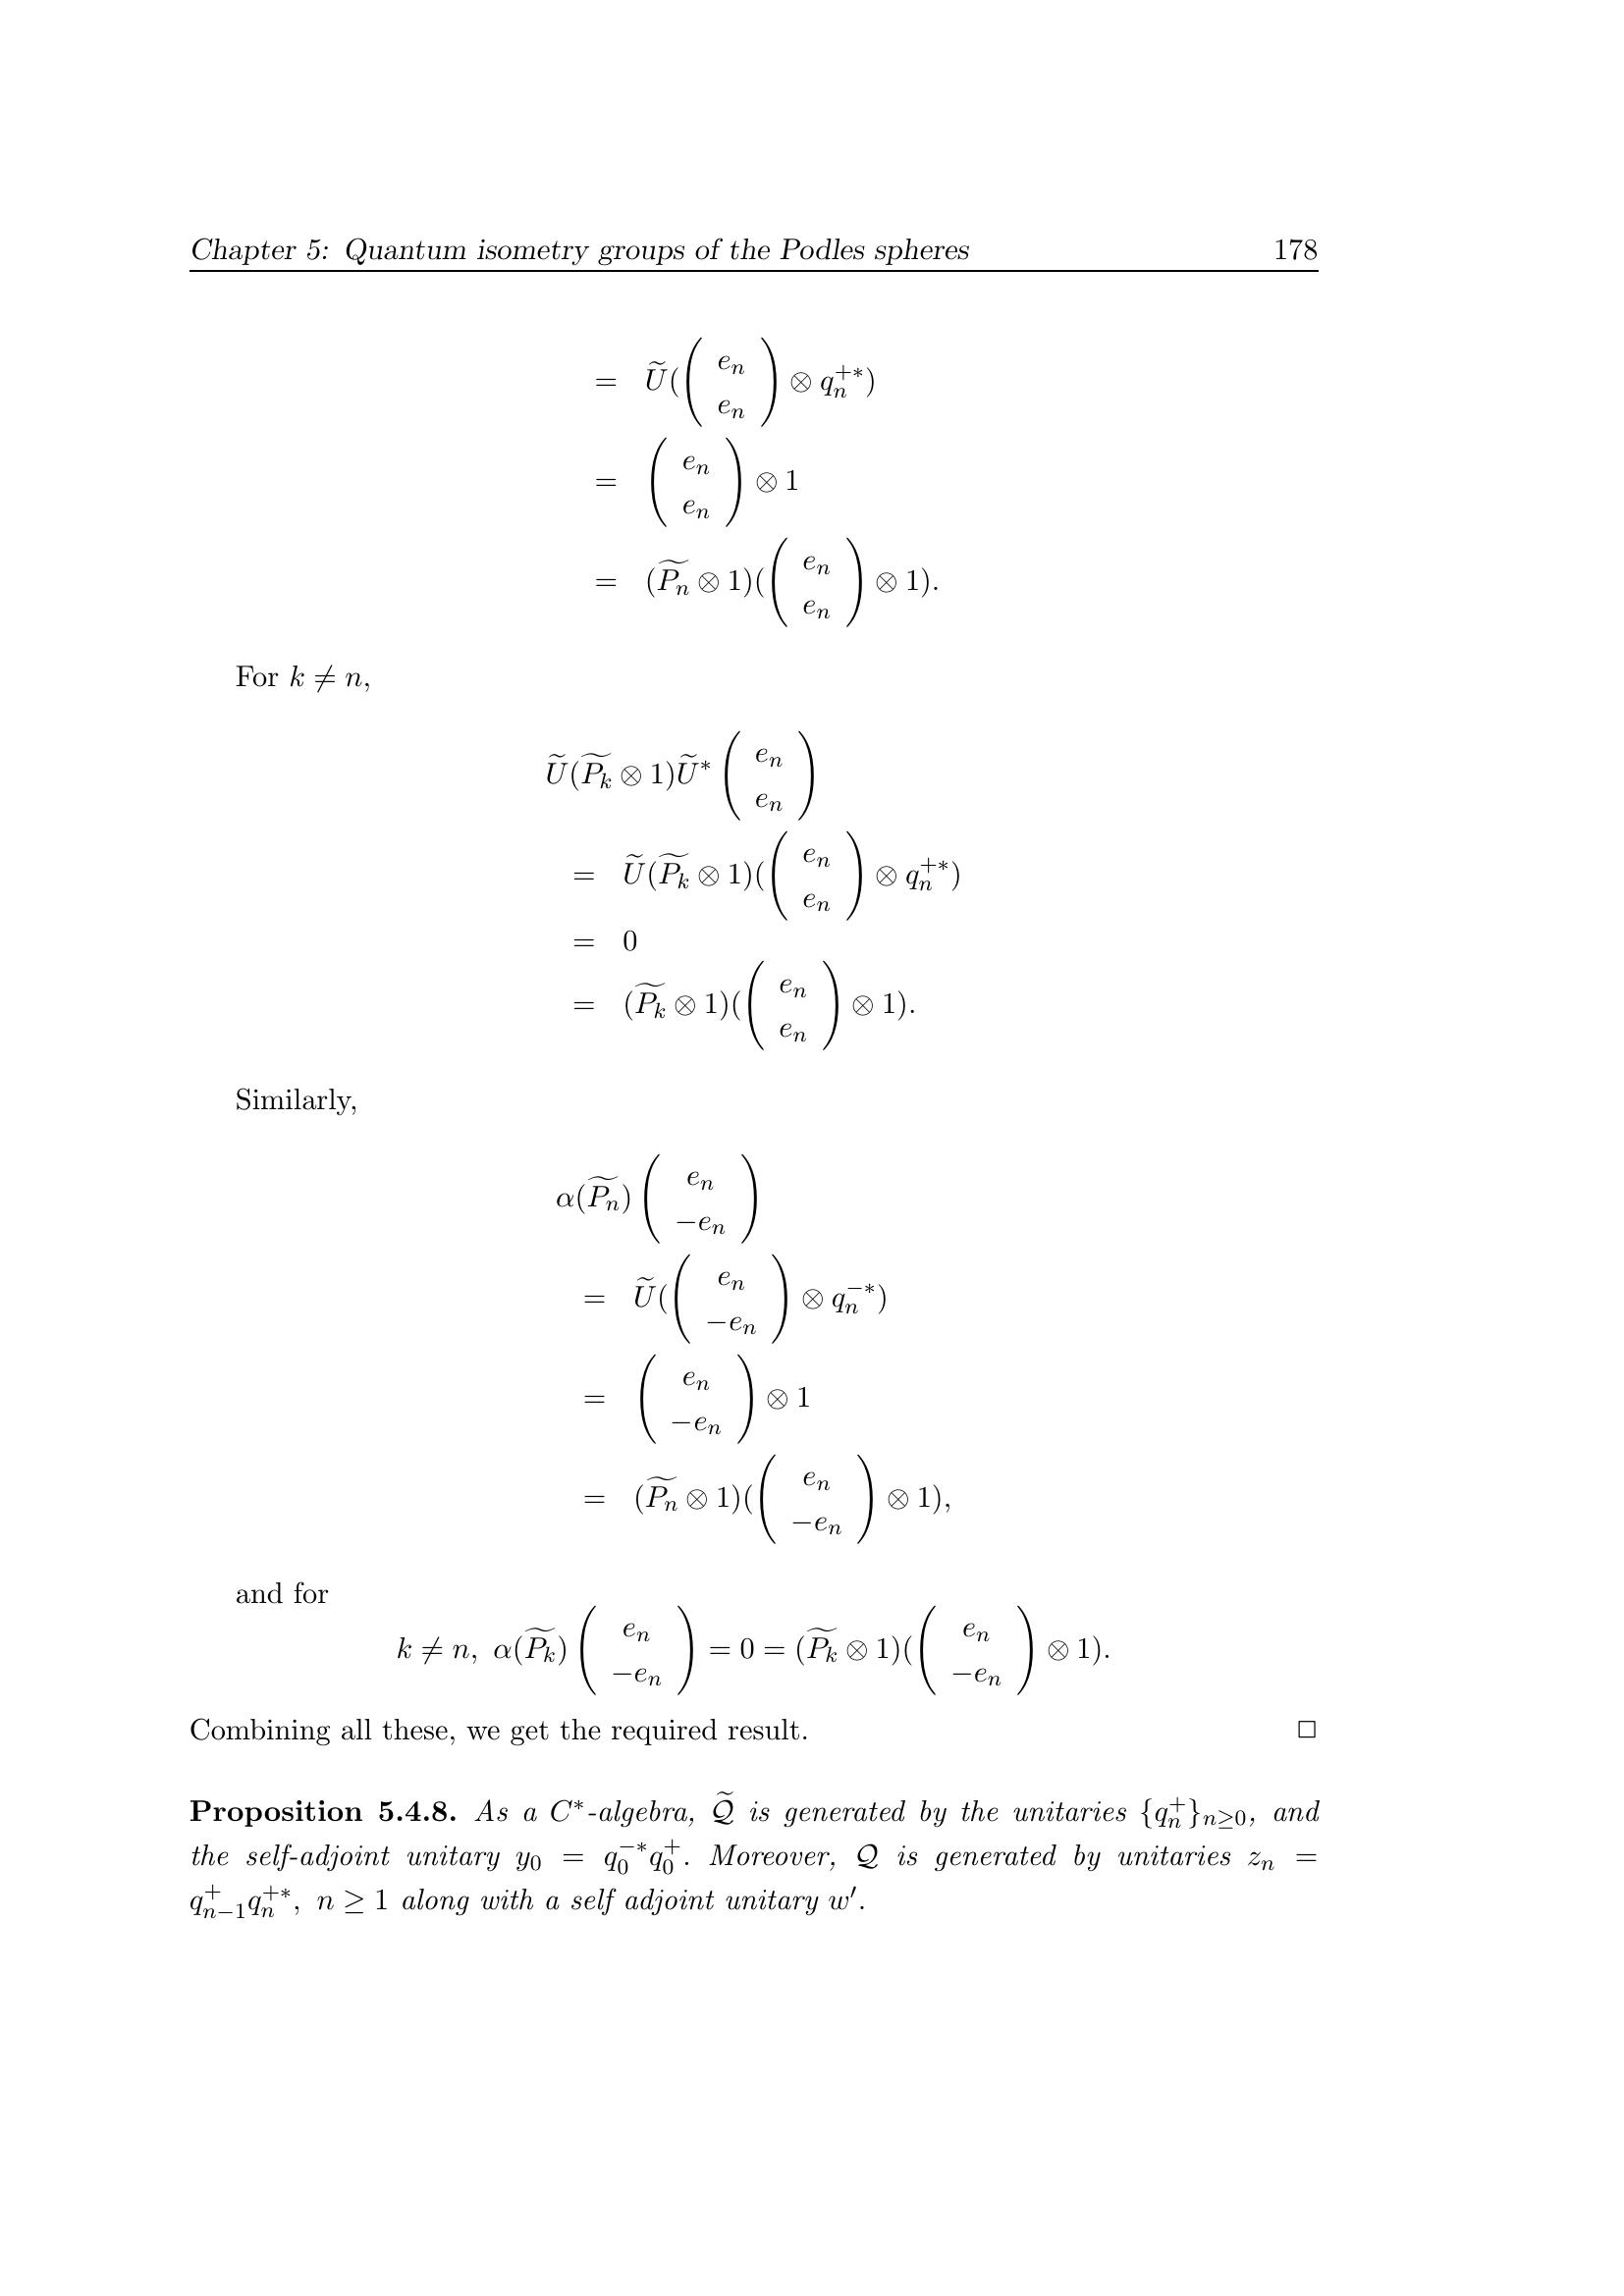 Chapter 5: Quantum isometry groups of the Podles spheres 178
$= \widetilde{U}(\begin{pmatrix} e_n \\ e_n \end{pmatrix} \otimes q_n^{+*})$
$= \begin{pmatrix} e_n \\ e_n \end{pmatrix} \otimes 1$
$= (\widetilde{P_n} \otimes 1)(\begin{pmatrix} e_n \\ e_n \end{pmatrix} \otimes 1).$
For $k \neq n$,
$\widetilde{U}(\widetilde{P_k} \otimes 1)\widetilde{U}^* \begin{pmatrix} e_n \\ e_n \end{pmatrix}$
$= \widetilde{U}(\widetilde{P_k} \otimes 1)(\begin{pmatrix} e_n \\ e_n \end{pmatrix} \otimes q_n^{+*})$
$= 0$
$= (\widetilde{P_k} \otimes 1)(\begin{pmatrix} e_n \\ e_n \end{pmatrix} \otimes 1).$
Similarly,
$\alpha(\widetilde{P_n}) \begin{pmatrix} e_n \\ -e_n \end{pmatrix}$
$= \widetilde{U}(\begin{pmatrix} e_n \\ -e_n \end{pmatrix} \otimes q_n^{-*})$
$= \begin{pmatrix} e_n \\ -e_n \end{pmatrix} \otimes 1$
$= (\widetilde{P_n} \otimes 1)(\begin{pmatrix} e_n \\ -e_n \end{pmatrix} \otimes 1),$
and for
$k \neq n, \ \alpha(\widetilde{P_k}) \begin{pmatrix} e_n \\ -e_n \end{pmatrix} = 0 = (\widetilde{P_k} \otimes 1)(\begin{pmatrix} e_n \\ -e_n \end{pmatrix} \otimes 1).$
Combining all these, we get the required result. □
Proposition 5.4.8. As a $C^*$-algebra, $\widetilde{\mathcal{Q}}$ is generated by the unitaries $\{q_n^+\}_{n \geq 0}$, and
the self-adjoint unitary $y_0 = q_0^{-*} q_0^+$. Moreover, $\mathcal{Q}$ is generated by unitaries $z_n =$
$q_{n-1}^+ q_n^{+*}, \ n \geq 1$ along with a self adjoint unitary $w'$.